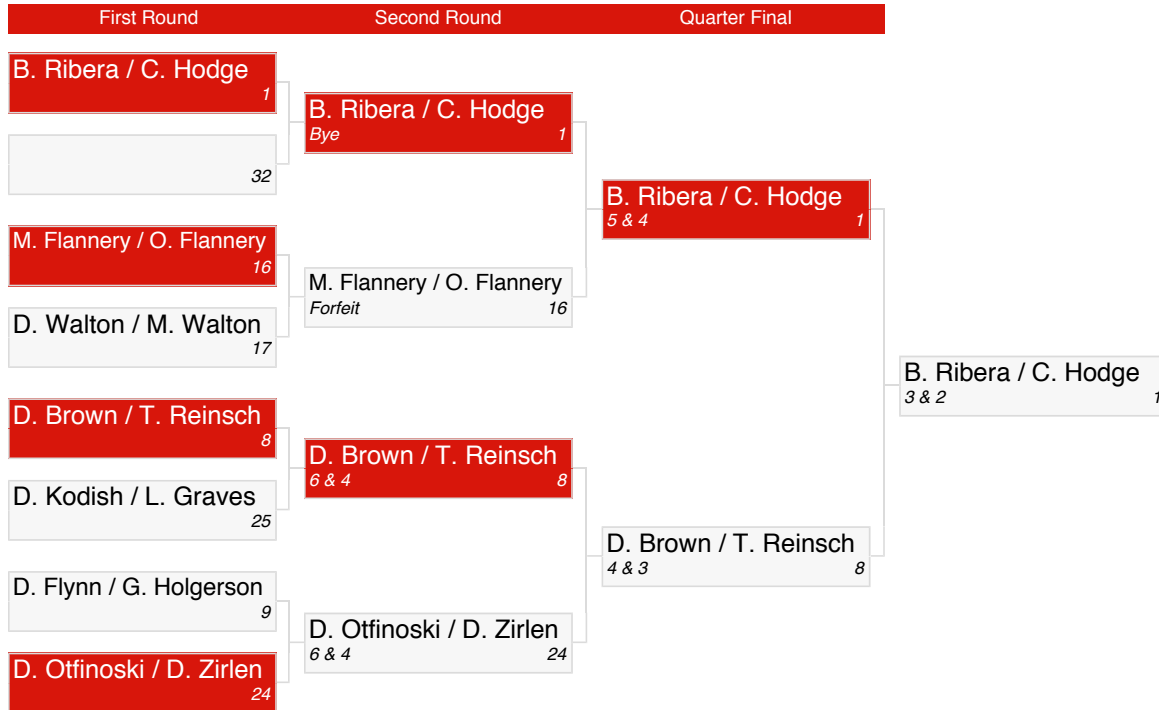 First Round
Second Round
Quarter Final
B. Ribera / C. Hodge
1
32
M. Flannery / O. Flannery
16
D. Walton / M. Walton
17
D. Brown / T. Reinsch
8
D. Kodish / L. Graves
25
D. Flynn / G. Holgerson
9
D. Otfinoski / D. Zirlen
24
B. Ribera / C. Hodge
Bye 1
M. Flannery / O. Flannery
Forfeit 16
D. Brown / T. Reinsch
6 & 4 8
D. Otfinoski / D. Zirlen
6 & 4 24
B. Ribera / C. Hodge
5 & 4 1
D. Brown / T. Reinsch
4 & 3 8
B. Ribera / C. Hodge
3 & 2 1